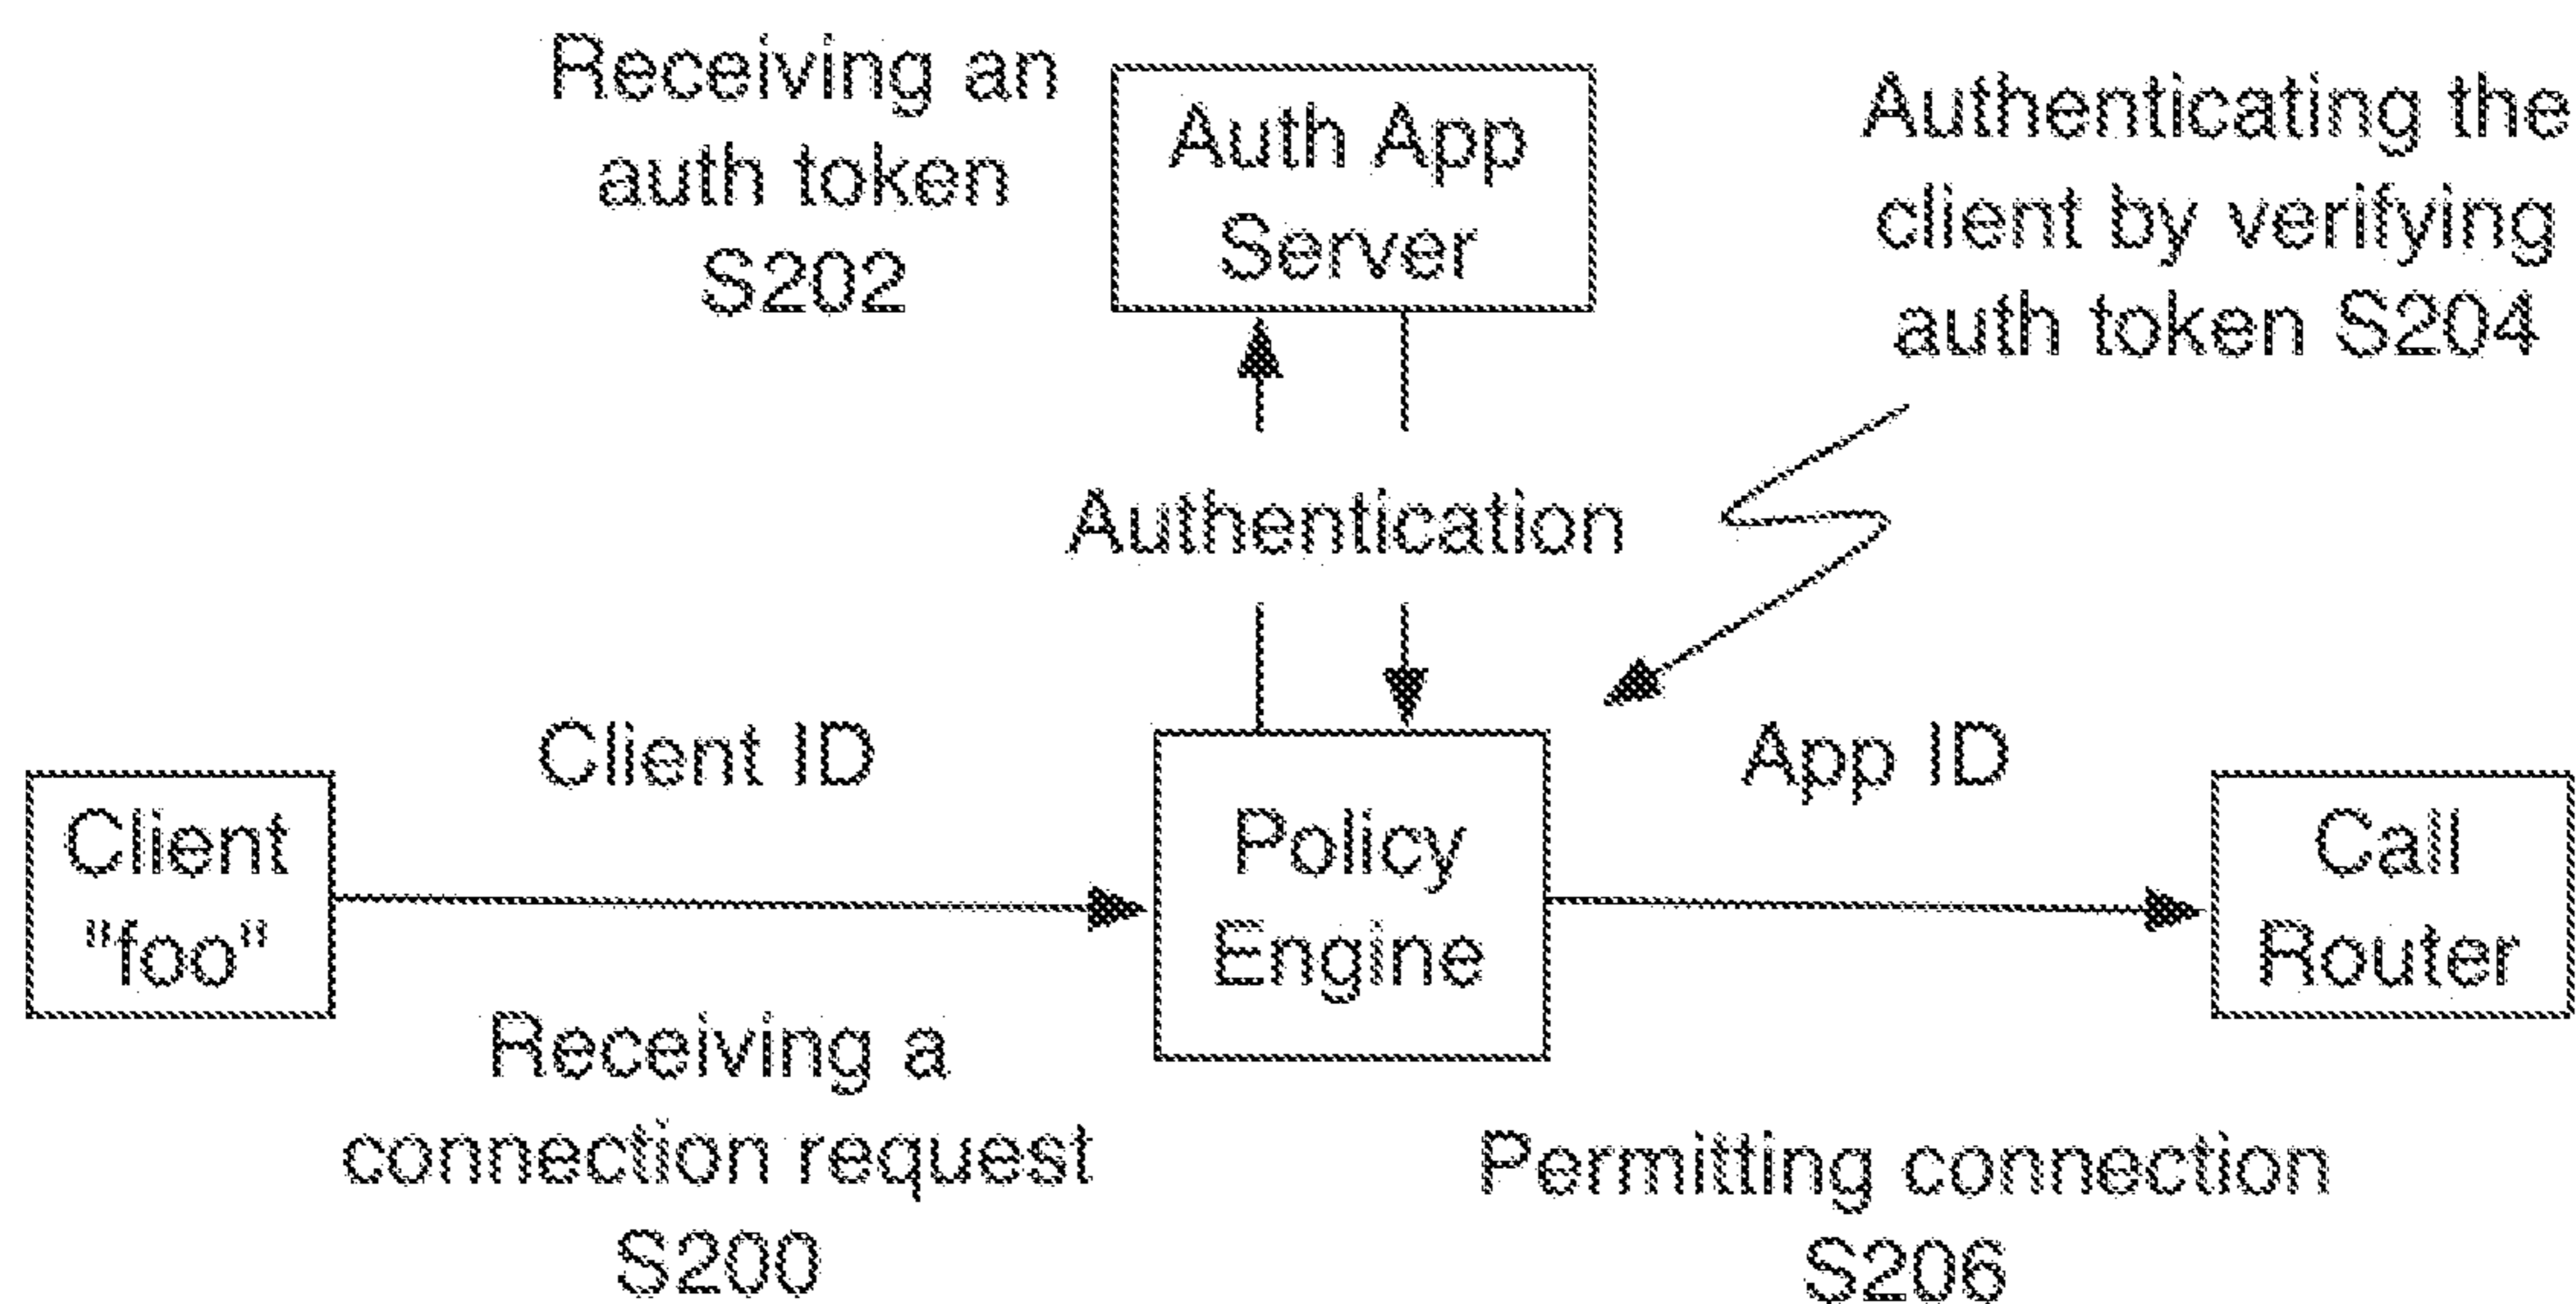 Receiving an
auth token
S202
Auth App
Server
Authenticating the
client by verifying
auth token S204
Authentication
Client ID
App ID
Client
"foo"
Policy
Engine
Call
Router
Receiving a
connection request
S200
Permitting connection
S206